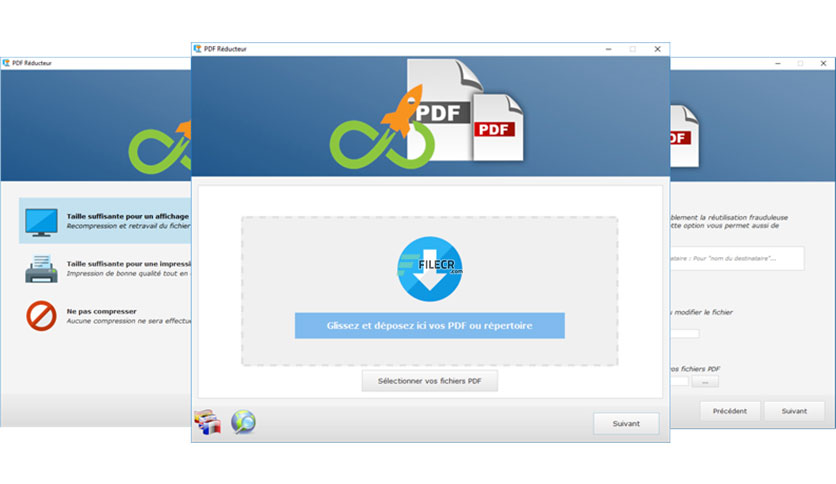 PDF Réducteur
PDF Réducteur
PDF
PDF
DF
Taille suffisante pour un affichage
Recompression et retravail du fichier
Taille suffisante pour une impressi
Impression de bonne qualité tout en
Ne pas compresser
Aucune compression ne sera effectu
FILECR
.com
Glissez et déposez ici vos PDF ou répertoire
Sélectionner vos fichiers PDF
Suivant
blement la réutilisation frauduleuse
ette option vous permet aussi de
ataire : Pour "nom du destinataire"...
modifier le fichier
os fichiers PDF
...
Précédent
Suivant